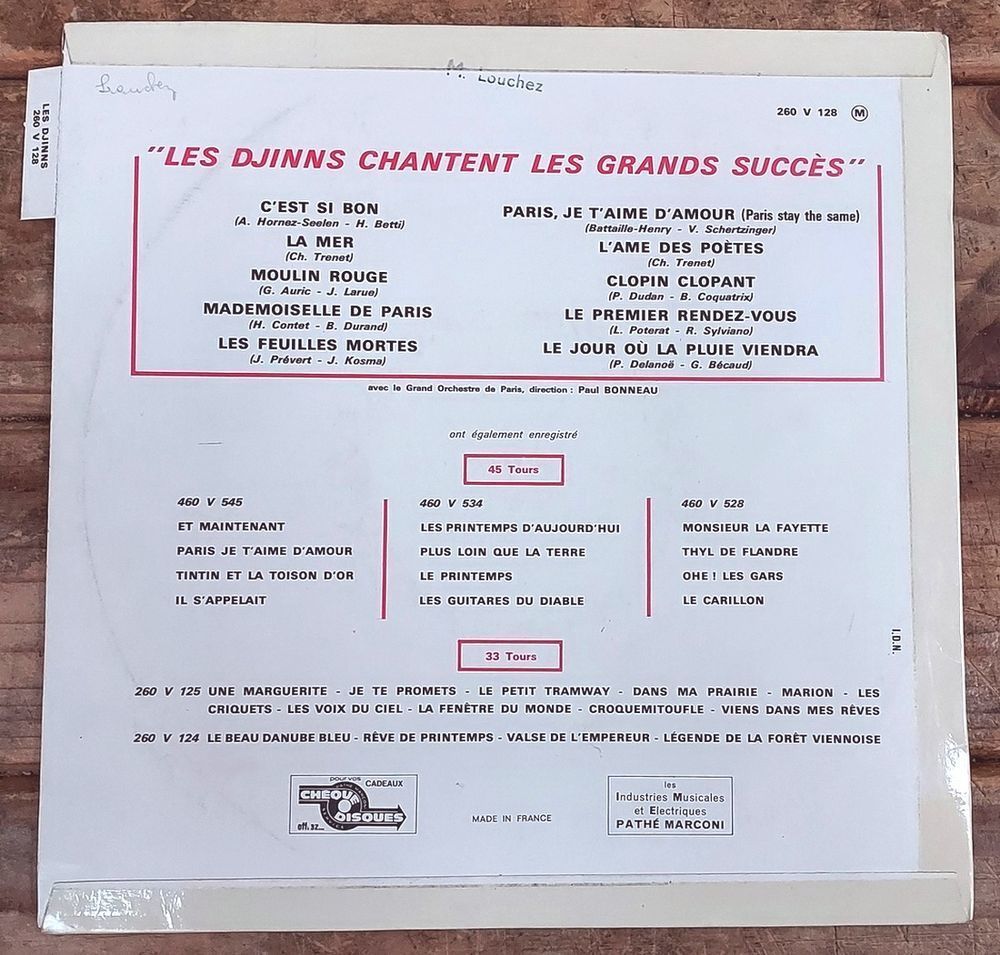 M. Louchez
260 V 128 M
LES DJINNS
260 V 128
"LES DJINNS CHANTENT LES GRANDS SUCCÈS"
C'EST SI BON
(A. Hornez-Seelen - H. Betti)
LA MER
(Ch. Trenet)
MOULIN ROUGE
(G. Auric - J. Larue)
MADEMOISELLE DE PARIS
(H. Contet - B. Durand)
LES FEUILLES MORTES
(J. Prévert - J. Kosma)
PARIS, JE T'AIME D'AMOUR (Paris stay the same)
(Battaille-Henry - V. Schertzinger)
L'AME DES POÈTES
(Ch. Trenet)
CLOPIN CLOPANT
(P. Dudan - B. Coquatrix)
LE PREMIER RENDEZ-VOUS
(L. Poterat - R. Sylviano)
LE JOUR OÙ LA PLUIE VIENDRA
(P. Delanoë - G. Bécaud)
avec le Grand Orchestre de Paris, direction : Paul BONNEAU
ont également enregistré
45 Tours
460 V 545
ET MAINTENANT
PARIS JE T'AIME D'AMOUR
TINTIN ET LA TOISON D'OR
IL S'APPELAIT
460 V 534
LES PRINTEMPS D'AUJOURD'HUI
PLUS LOIN QUE LA TERRE
LE PRINTEMPS
LES GUITARES DU DIABLE
460 V 528
MONSIEUR LA FAYETTE
THYL DE FLANDRE
OHE ! LES GARS
LE CARILLON
I.D.N.
33 Tours
260 V 125 UNE MARGUERITE - JE TE PROMETS - LE PETIT TRAMWAY - DANS MA PRAIRIE - MARION - LES
CRIQUETS - LES VOIX DU CIEL - LA FENÊTRE DU MONDE - CROQUEMITOUFLE - VIENS DANS MES RÊVES
260 V 124 LE BEAU DANUBE BLEU - RÊVE DE PRINTEMPS - VALSE DE L'EMPEREUR - LÉGENDE DE LA FORÊT VIENNOISE
pour vos CADEAUX
CHÈQUE
DISQUES
MADE IN FRANCE
les
Industries Musicales
et Electriques
PATHÉ MARCONI